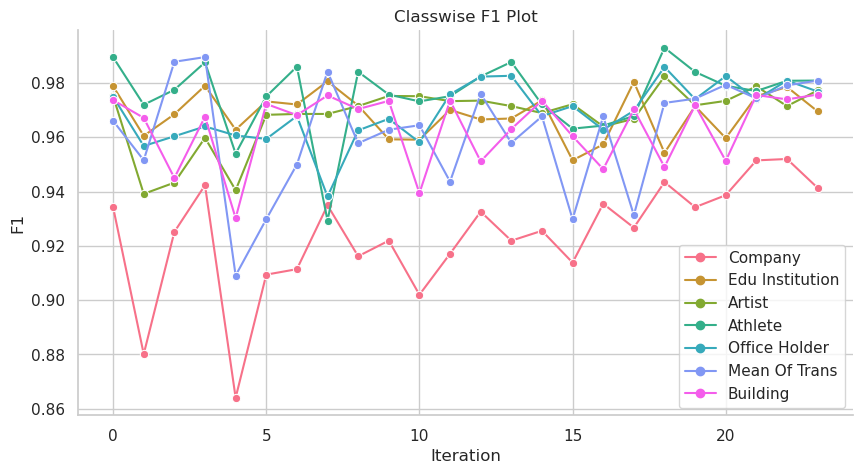 Classwise F1 Plot
F1
0.98
0.96
0.94
0.92
0.90
0.88
0.86
0
5
10
15
20
Iteration
Company
Edu Institution
Artist
Athlete
Office Holder
Mean Of Trans
Building